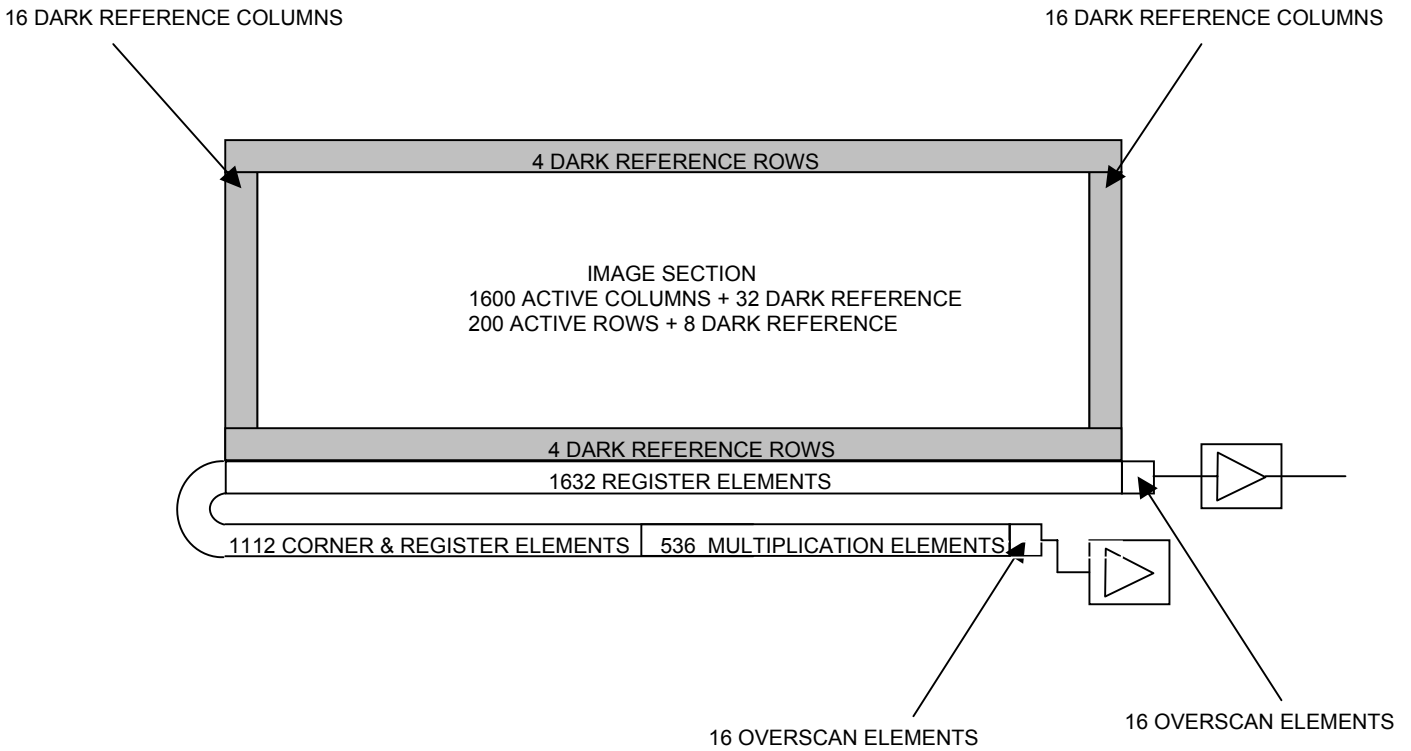 16 DARK REFERENCE COLUMNS
16 DARK REFERENCE COLUMNS
4 DARK REFERENCE ROWS
IMAGE SECTION
1600 ACTIVE COLUMNS + 32 DARK REFERENCE
200 ACTIVE ROWS + 8 DARK REFERENCE
4 DARK REFERENCE ROWS
1632 REGISTER ELEMENTS
1112 CORNER & REGISTER ELEMENTS
536 MULTIPLICATION ELEMENTS
16 OVERSCAN ELEMENTS
16 OVERSCAN ELEMENTS